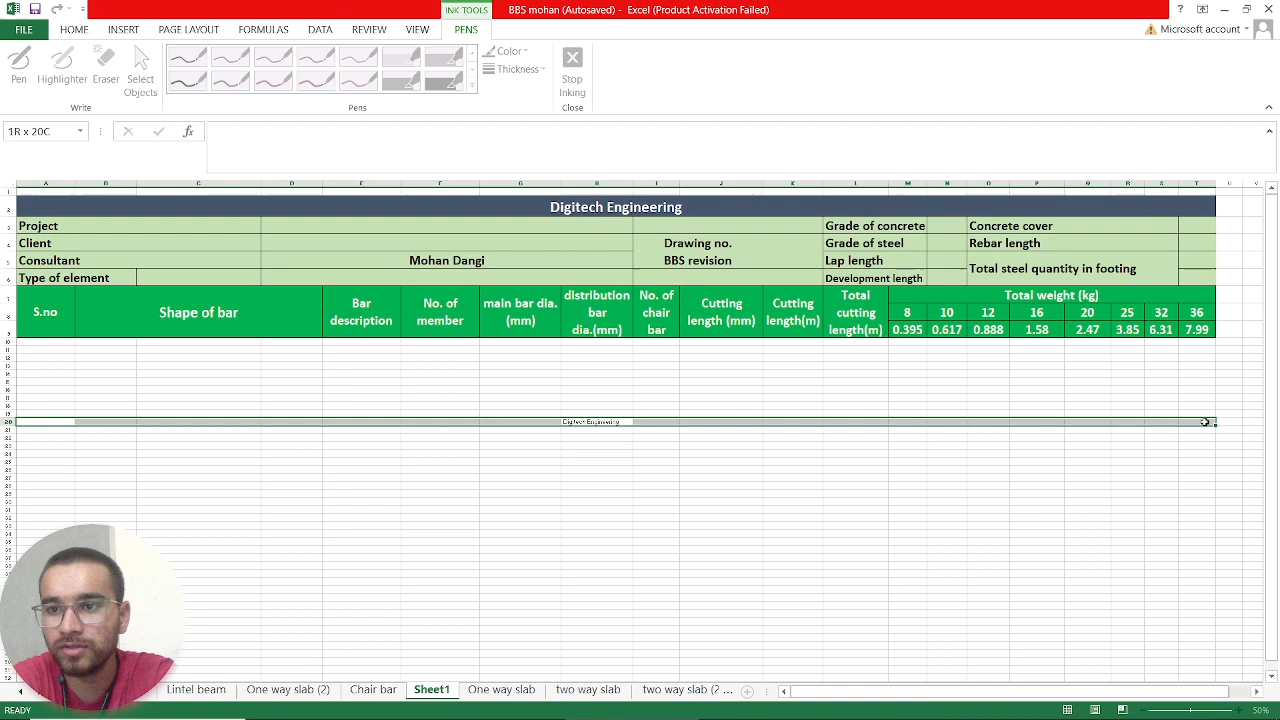 INK TOOLS
BBS mohan (Autosaved) - Excel (Product Activation Failed)
FILE HOME INSERT PAGE LAYOUT FORMULAS DATA REVIEW VIEW PENS
Microsoft account
Pen Highlighter Eraser Select Objects
Color
Thickness
Stop Inking
Write Pens Close
1R x 20C
fx
A B C D E F G H I J K L M N O P Q R S T U V
Digitech Engineering
Project Grade of concrete Concrete cover
Client Drawing no. Grade of steel Rebar length
Consultant Mohan Dangi BBS revision Lap length
Total steel quantity in footing
Type of element Development length
S.no Shape of bar Bar description No. of member main bar dia. (mm) distribution bar dia.(mm) No. of chair bar Cutting length (mm) Cutting length(m) Total cutting length(m) Total weight (kg)
8 10 12 16 20 25 32 36
0.395 0.617 0.888 1.58 2.47 3.85 6.31 7.99
Digitech Engineering
Lintel beam One way slab (2) Chair bar Sheet1 One way slab two way slab two way slab (2 ...
READY 50%